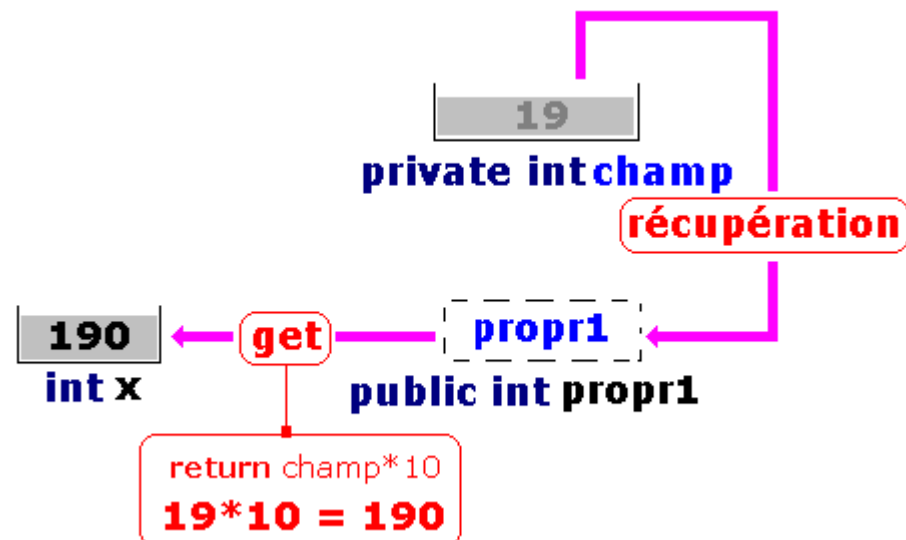 19
private int champ
récupération
190
get
propr1
int x
public int propr1
return champ*10
19*10 = 190